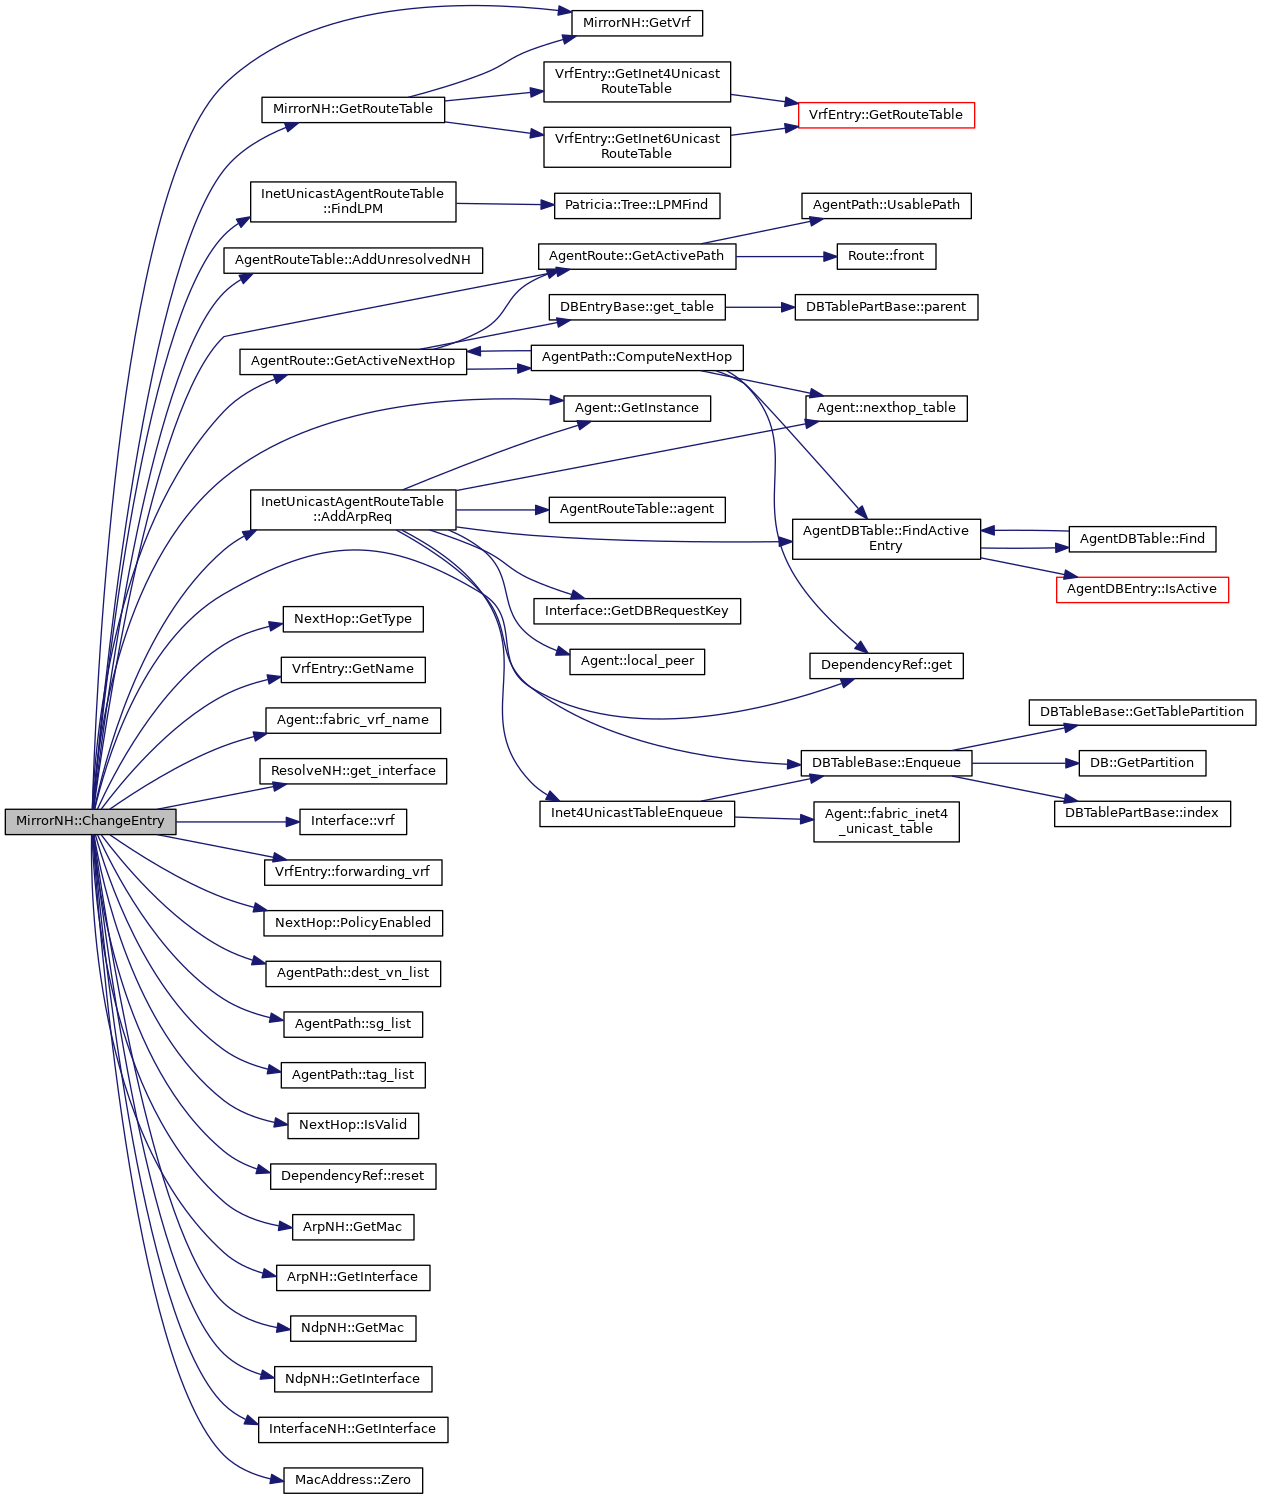 MirrorNH::GetVrf
VrfEntry::GetInet4Unicast
RouteTable
MirrorNH::GetRouteTable
VrfEntry::GetRouteTable
VrfEntry::GetInet6Unicast
RouteTable
InetUnicastAgentRouteTable
::FindLPM
Patricia::Tree::LPMFind
AgentPath::UsablePath
AgentRouteTable::AddUnresolvedNH
AgentRoute::GetActivePath
Route::front
DBEntryBase::get_table
DBTablePartBase::parent
AgentRoute::GetActiveNextHop
AgentPath::ComputeNextHop
Agent::GetInstance
Agent::nexthop_table
InetUnicastAgentRouteTable
::AddArpReq
AgentRouteTable::agent
AgentDBTable::FindActive
Entry
AgentDBTable::Find
AgentDBEntry::IsActive
Interface::GetDBRequestKey
NextHop::GetType
Agent::local_peer
VrfEntry::GetName
DependencyRef::get
Agent::fabric_vrf_name
DBTableBase::GetTablePartition
ResolveNH::get_interface
DBTableBase::Enqueue
DB::GetPartition
MirrorNH::ChangeEntry
Interface::vrf
Inet4UnicastTableEnqueue
Agent::fabric_inet4
_unicast_table
DBTablePartBase::index
VrfEntry::forwarding_vrf
NextHop::PolicyEnabled
AgentPath::dest_vn_list
AgentPath::sg_list
AgentPath::tag_list
NextHop::IsValid
DependencyRef::reset
ArpNH::GetMac
ArpNH::GetInterface
NdpNH::GetMac
NdpNH::GetInterface
InterfaceNH::GetInterface
MacAddress::Zero